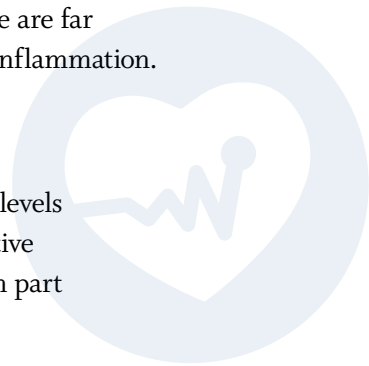 e are far
nflammation.
levels
ive
n part